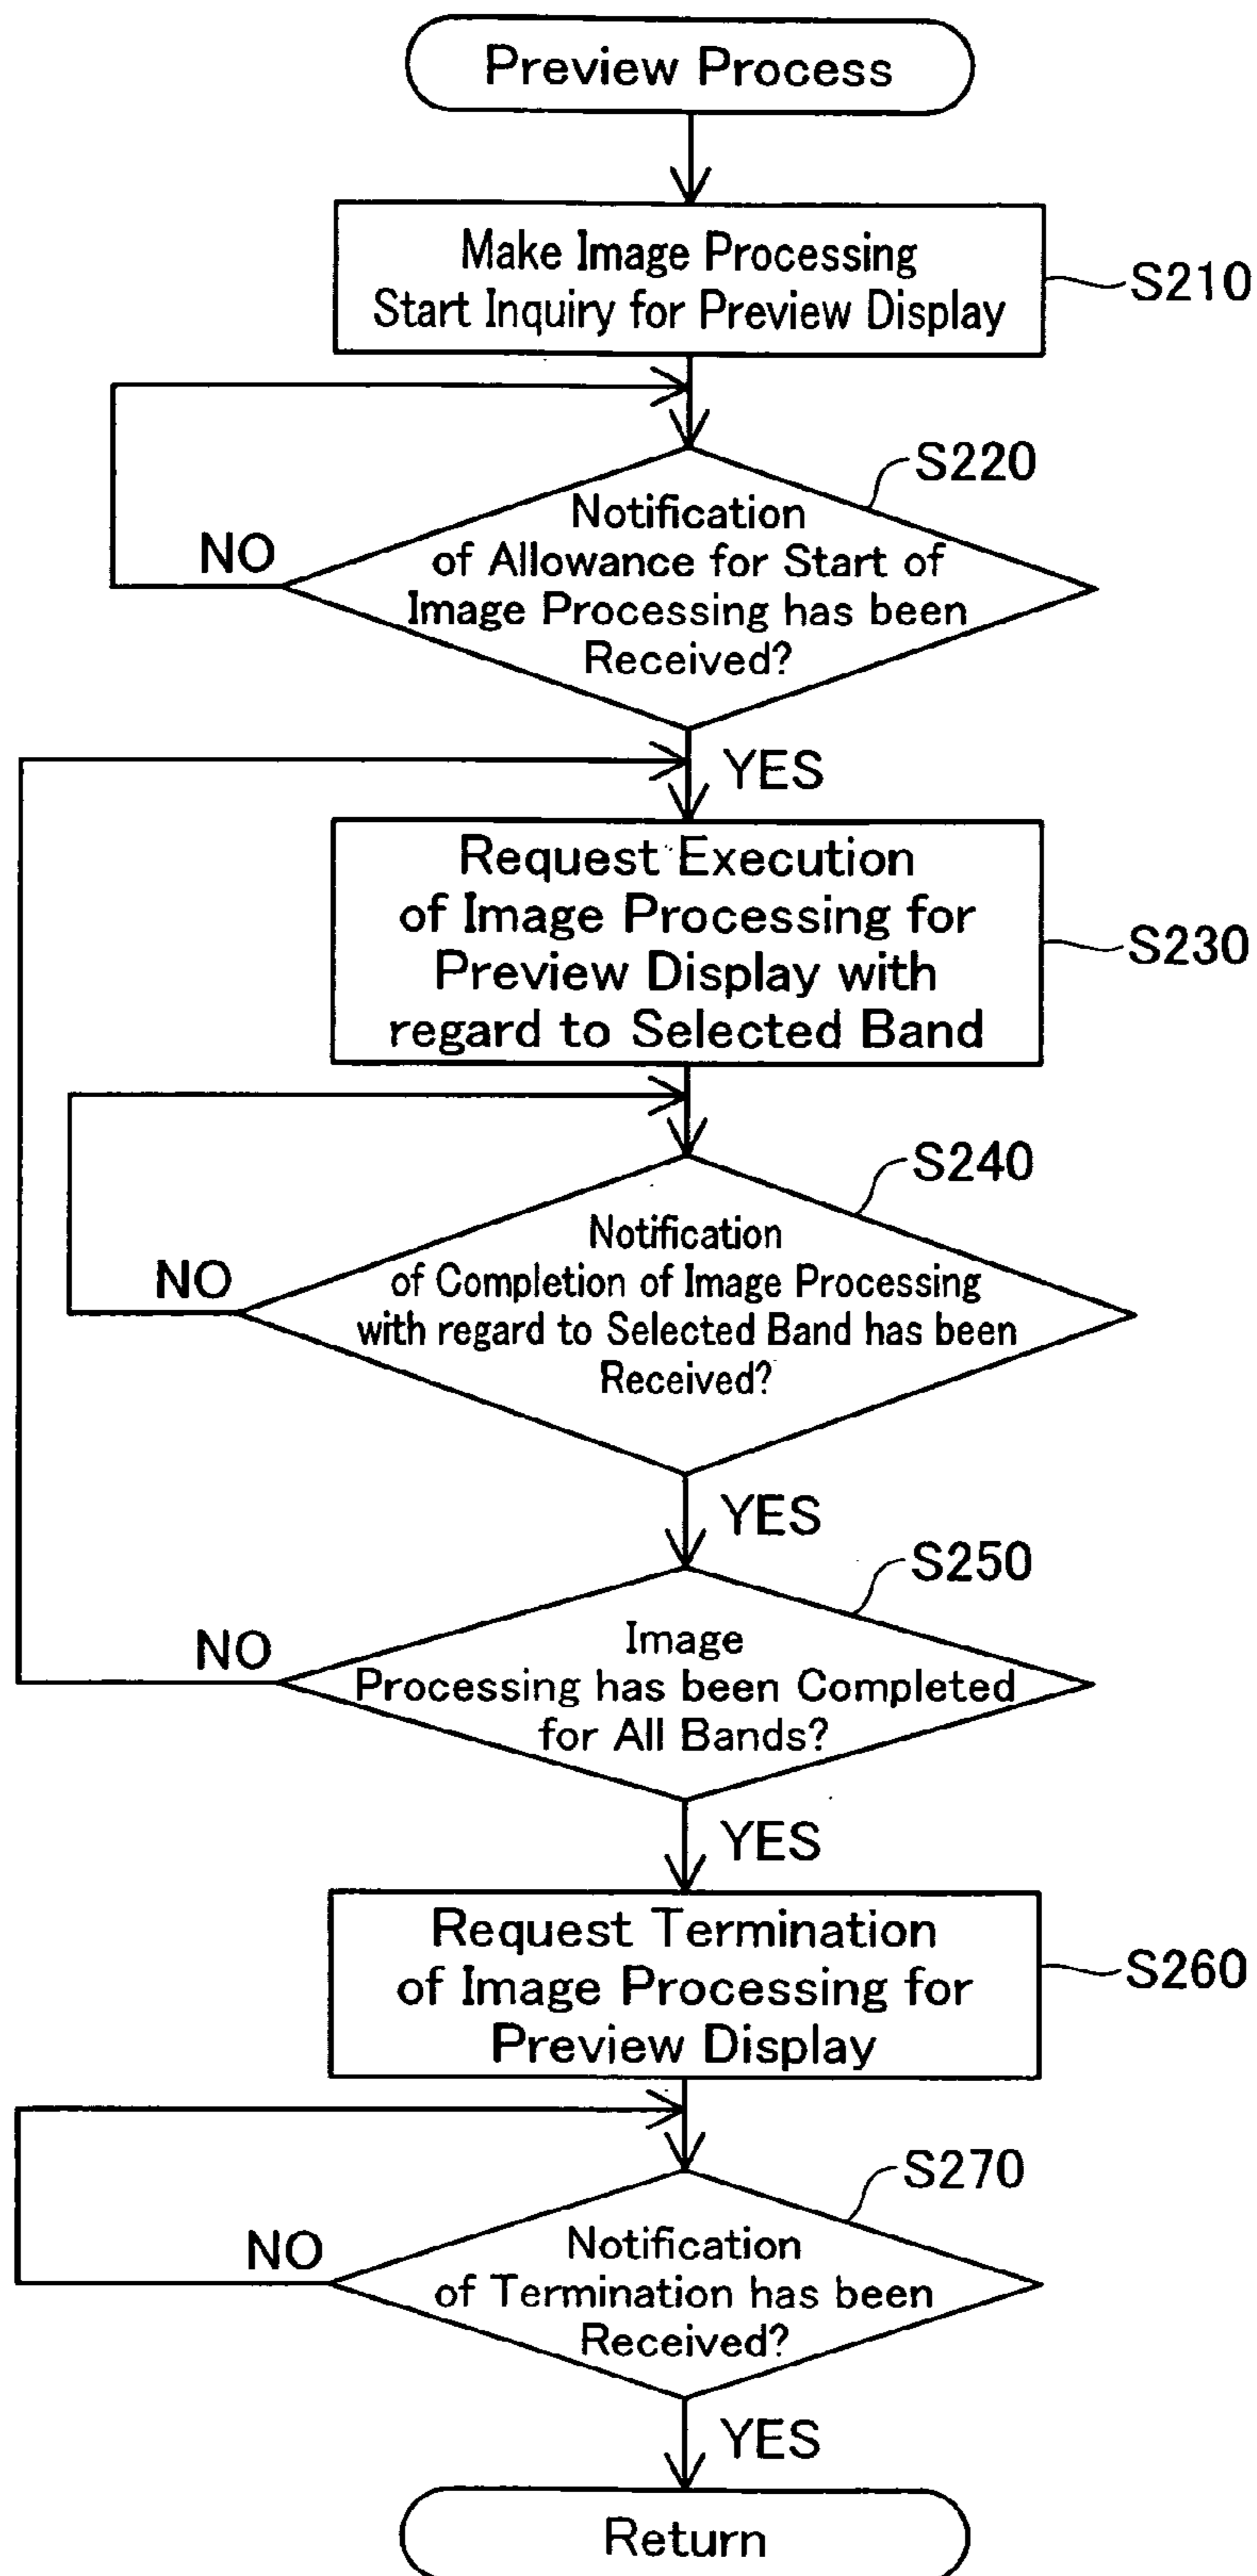 Preview Process
Make Image Processing
Start Inquiry for Preview Display
S210
S220
Notification
of Allowance for Start of
Image Processing has been
Received?
NO
YES
Request Execution
of Image Processing for
Preview Display with
regard to Selected Band
S230
S240
Notification
of Completion of Image Processing
with regard to Selected Band has been
Received?
NO
YES
S250
Image
Processing has been Completed
for All Bands?
NO
YES
Request Termination
of Image Processing for
Preview Display
S260
S270
Notification
of Termination has been
Received?
NO
YES
Return